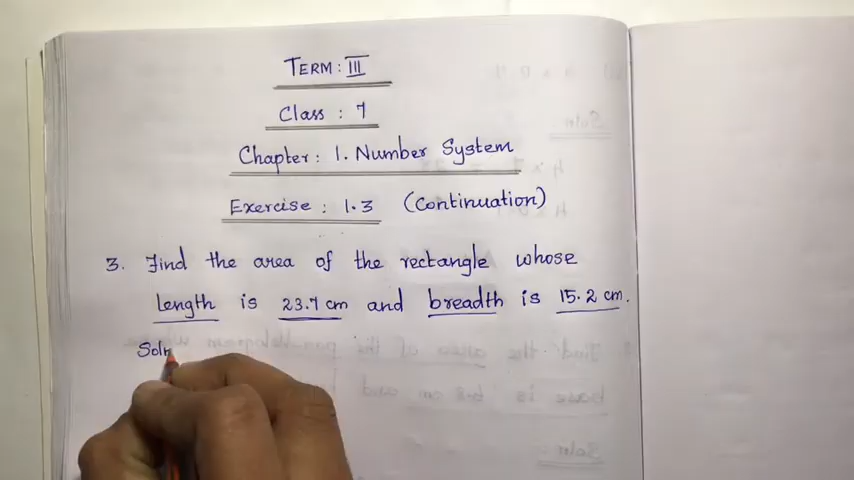 TERM: III
Class : 7
Chapter: 1. Number System
Exercise : 1.3 (Continuation)
3. Find the area of the rectangle whose
length is 23.7 cm and breadth is 15.2 cm.
Soln